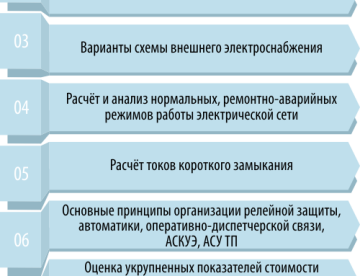 03
Варианты схемы внешнего электроснабжения
04
Расчёт и анализ нормальных, ремонтно-аварийных
режимов работы электрической сети
05
Расчёт токов короткого замыкания
06
Основные принципы организации релейной защиты,
автоматики, оперативно-диспетчерской связи,
АСКУЭ, АСУ ТП
Оценка укрупненных показателей стоимости